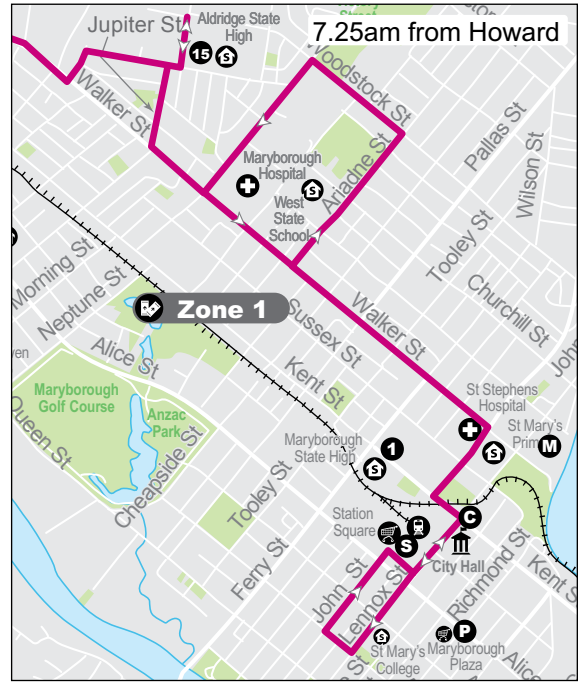 7.25am from Howard
Aldridge State
High
Jupiter St
15
S
Woodstock St
Walker St
Pallas St
Maryborough
Hospital
S
West
State
School
Ariadne St
Wilson St
Tooley St
Morning St
Neptune St
Zone 1
Sussex St
Walker St
Churchill St
John
Alice St
Kent St
ven
Maryborough
Golf Course
Anzac
Park
St Stephens
Hospital
St Mary's
Prim
M
Queen St
Cheapside St
Maryborough
State High
1
S
S
Tooley St
Station
Square
S
C
City Hall
Ferry St
John St
Lennox St
Richmond St
Kent S
S
St Mary's
College
P
Maryborough
Plaza
e St
Alice